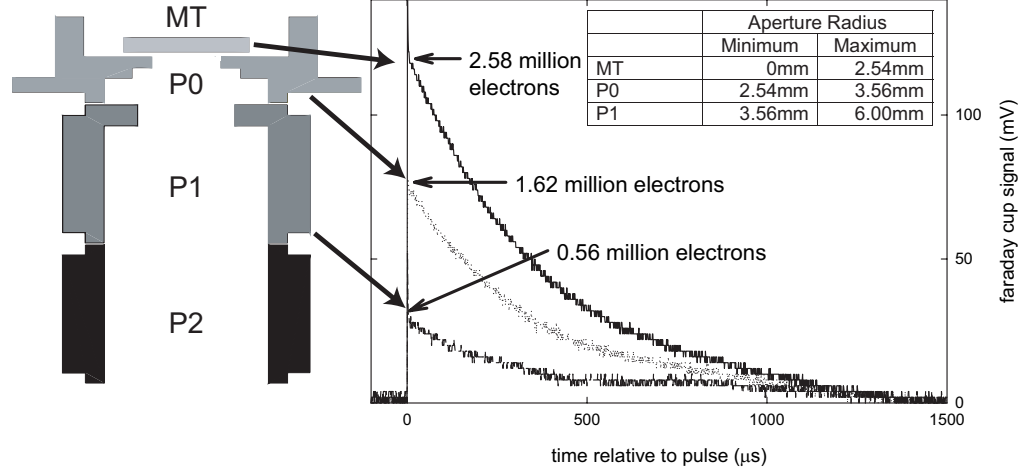 MT
P0
P1
P2
2.58 million
electrons
1.62 million electrons
0.56 million electrons
Aperture Radius
Minimum Maximum
MT 0mm 2.54mm
P0 2.54mm 3.56mm
P1 3.56mm 6.00mm
100
50
0
faraday cup signal (mV)
0 500 1000 1500
time relative to pulse (μs)